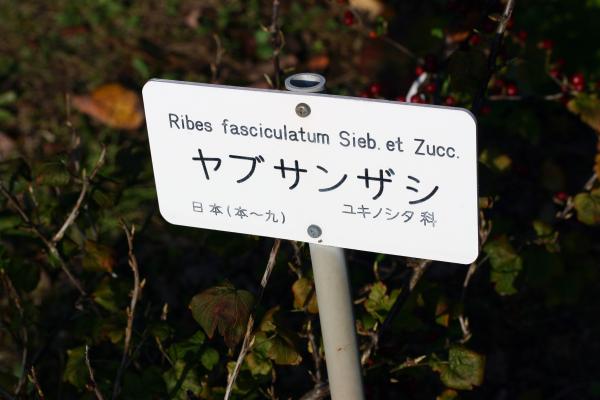 Ribes fasciculatum Sieb. et Zucc.
ヤブサンザシ
日本(本〜九) ユキノシタ科